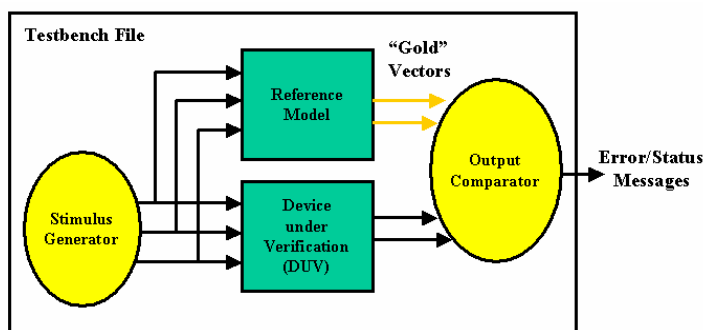 Testbench File
“Gold”
Vectors
Reference
Model
Output
Comparator
Error/Status
Messages
Stimulus
Generator
Device
under
Verification
(DUV)